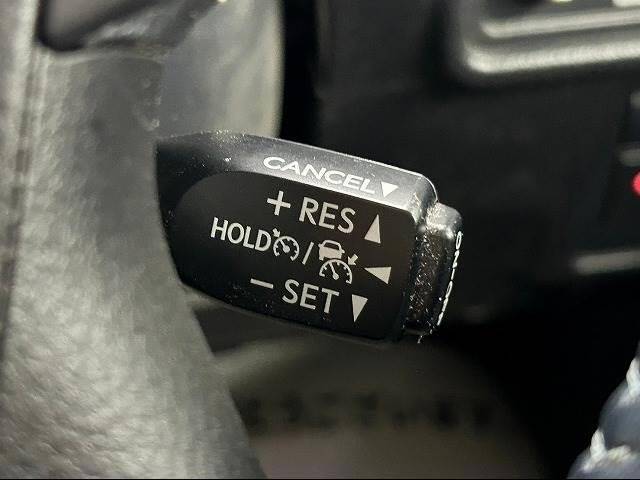 CANCEL▼
+ RES ▲
HOLD / ◀
− SET ▼